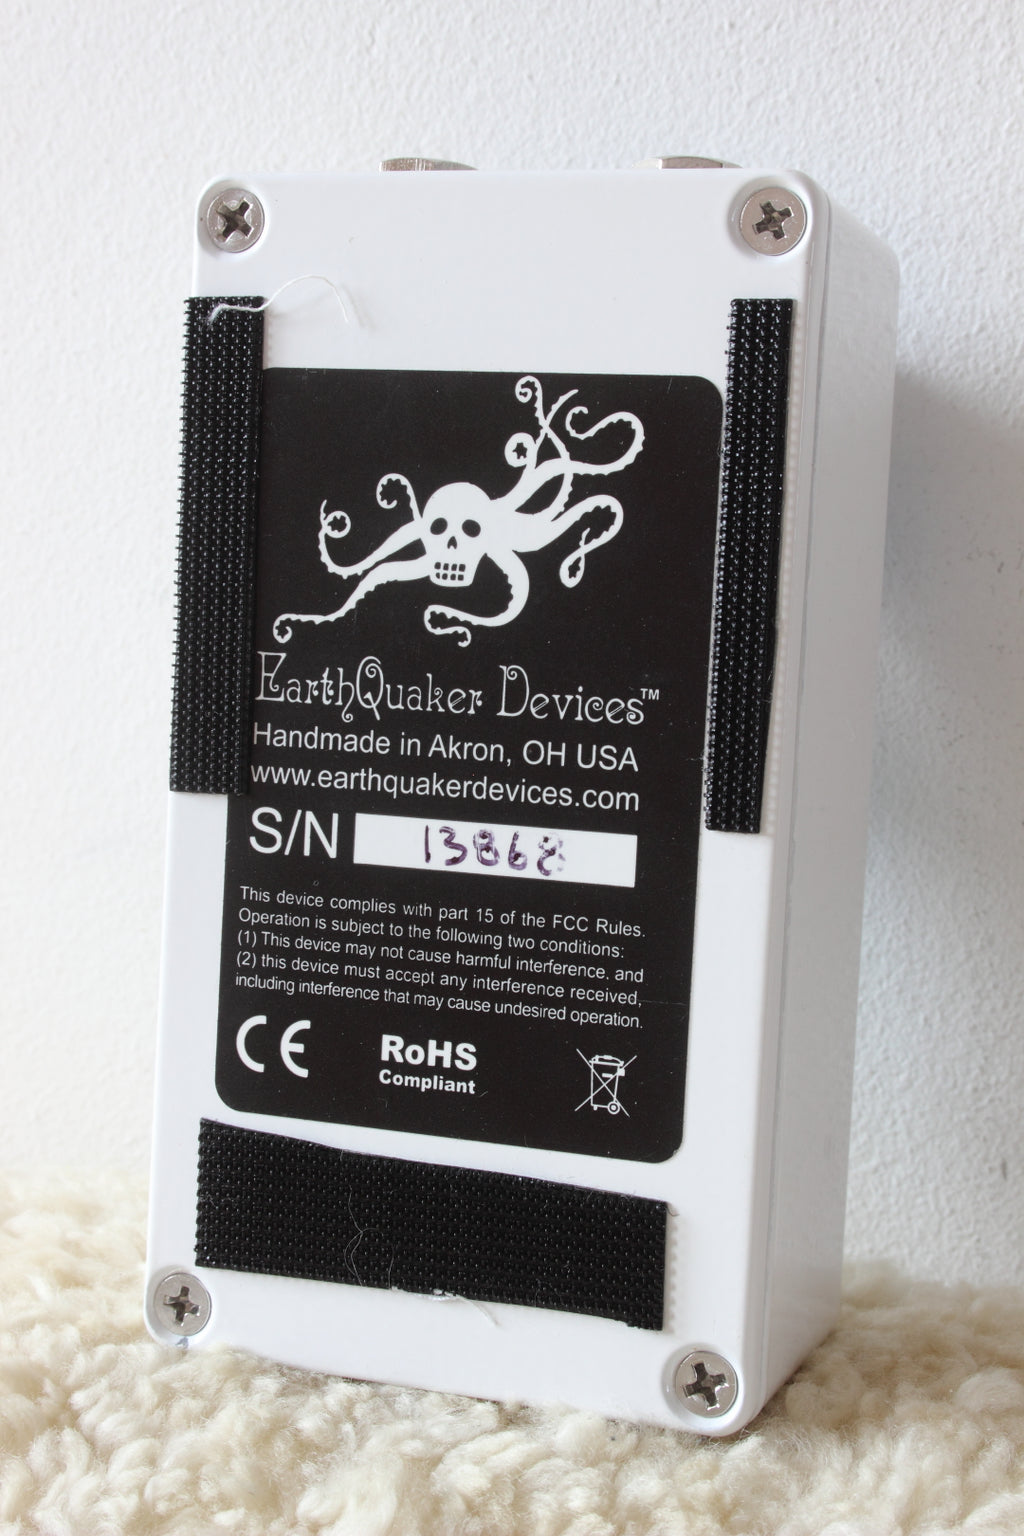 EarthQuaker Devices™
Handmade in Akron, OH USA
www.earthquakerdevices.com
S/N 13868
This device complies with part 15 of the FCC Rules.
Operation is subject to the following two conditions:
(1) This device may not cause harmful interference, and
(2) this device must accept any interference received,
including interference that may cause undesired operation.
CE RoHS
Compliant